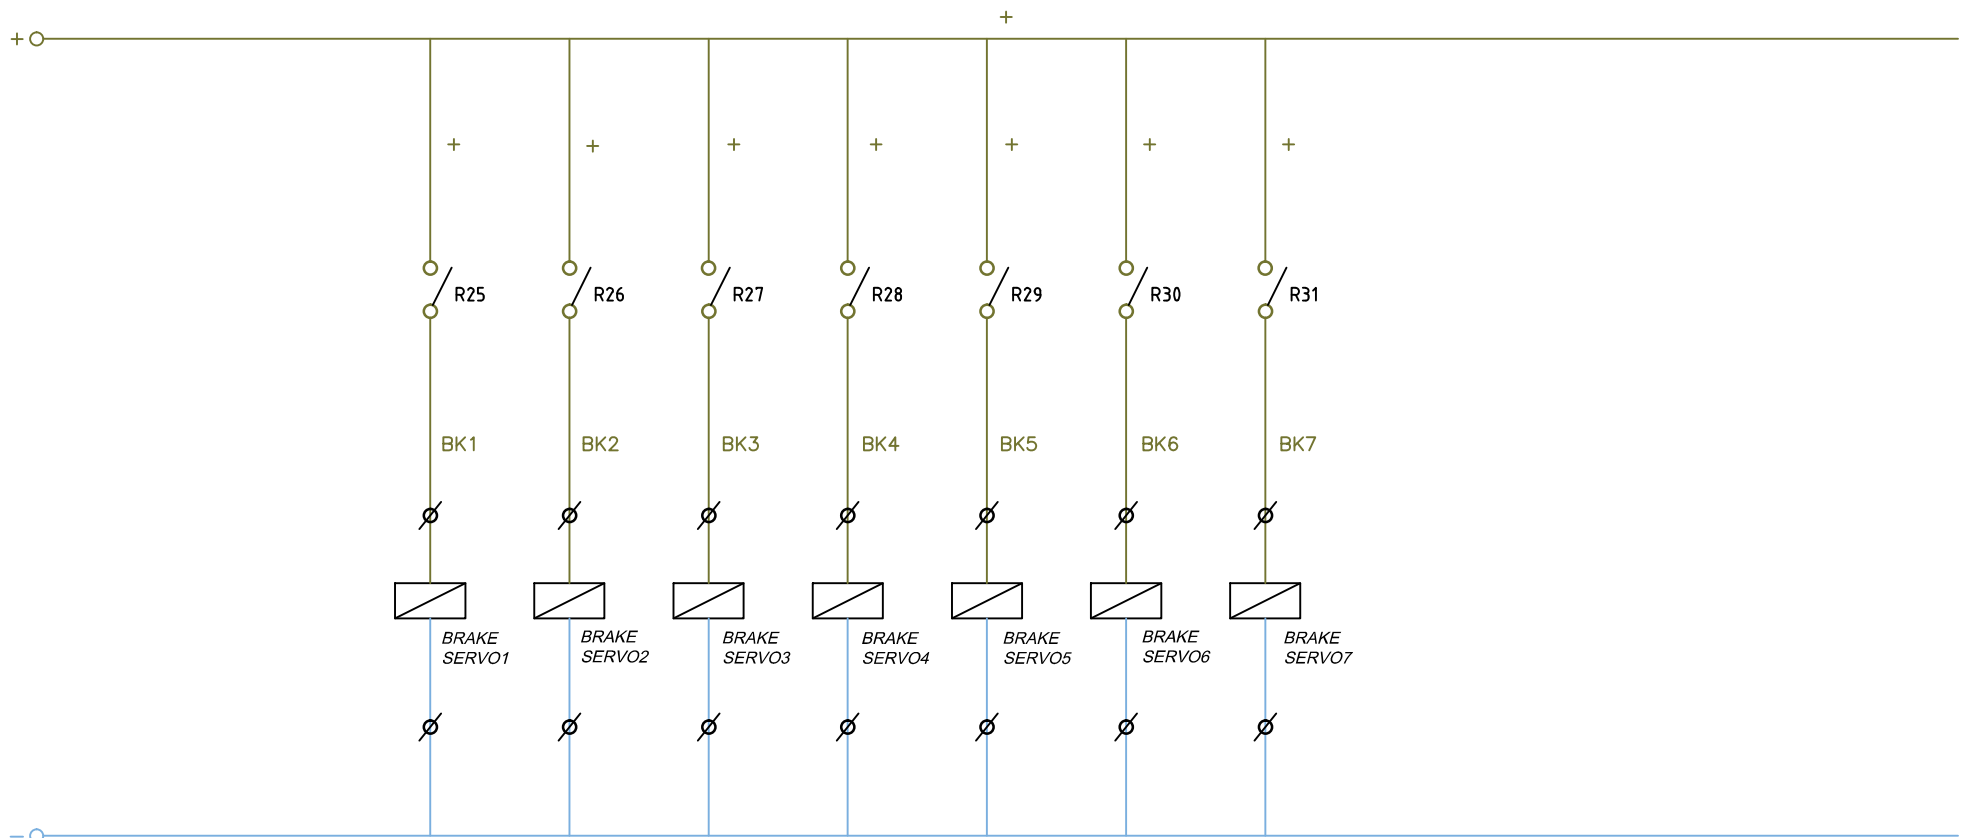 +
+
+ + + + + + +
R25 R26 R27 R28 R29 R30 R31
BK1 BK2 BK3 BK4 BK5 BK6 BK7
BRAKE
SERVO1
BRAKE
SERVO2
BRAKE
SERVO3
BRAKE
SERVO4
BRAKE
SERVO5
BRAKE
SERVO6
BRAKE
SERVO7
−